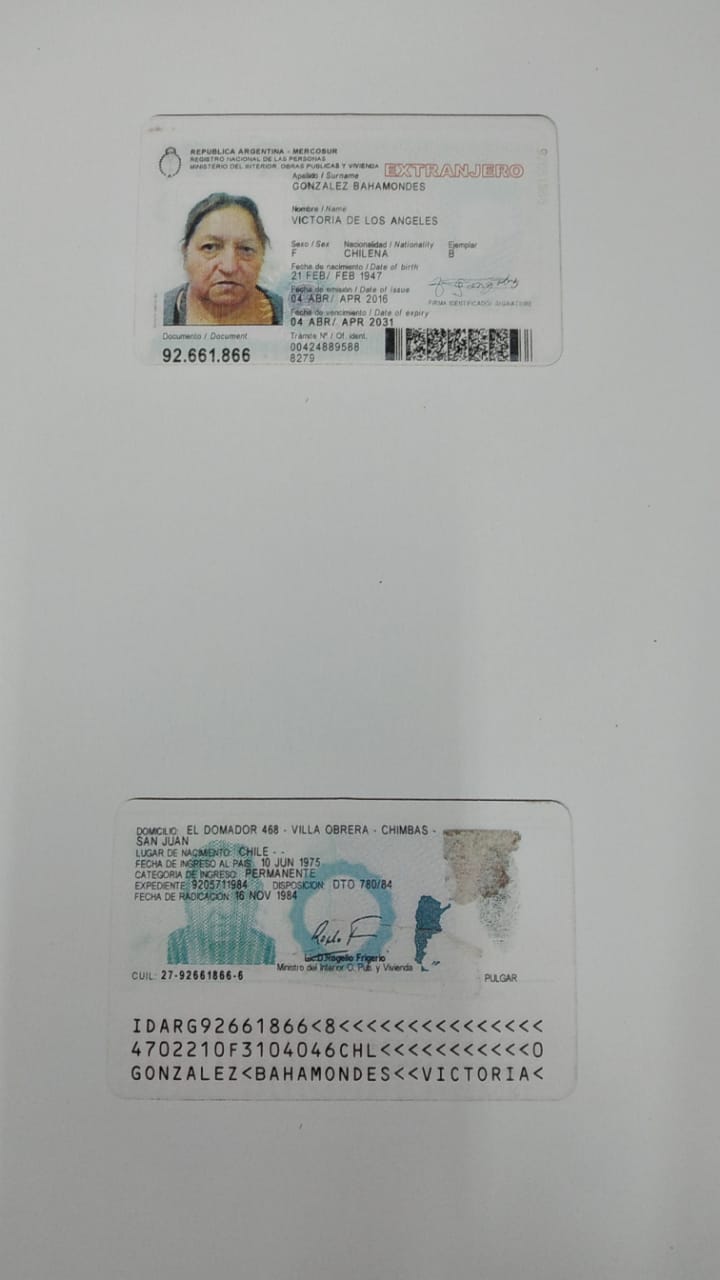 REPUBLICA ARGENTINA - MERCOSUR
REGISTRO NACIONAL DE LAS PERSONAS
MINISTERIO DEL INTERIOR, OBRAS PUBLICAS Y VIVIENDA
EXTRANJERO
Apellido / Surname
GONZALEZ BAHAMONDES
Nombre / Name
VICTORIA DE LOS ANGELES
Sexo / Sex Nacionalidad / Nationality Ejemplar
F CHILENA B
Fecha de nacimiento / Date of birth
21 FEB/ FEB 1947
Fecha de emisión / Date of issue
04 ABR/ APR 2016
FIRMA IDENTIFICADO/ SIGNATURE
Fecha de vencimiento / Date of expiry
04 ABR/ APR 2031
Documento / Document Trámite Nº / Of. ident.
92.661.866 00424889588
8279
DOMICILIO: EL DOMADOR 468 - VILLA OBRERA - CHIMBAS -
SAN JUAN
LUGAR DE NACIMIENTO: CHILE - -
FECHA DE INGRESO AL PAIS: 10 JUN 1975
CATEGORIA DE INGRESO: PERMANENTE
EXPEDIENTE: 9205711984 DISPOSICION: DTO 780/84
FECHA DE RADICACION: 16 NOV 1984
Lic. D. Rogelio Frigerio
Ministro del Interior O. Pub. y Vivienda
CUIL: 27-92661866-6
PULGAR
IDARG92661866<8<<<<<<<<<<<<<<<
4702210F3104046CHL<<<<<<<<<<<0
GONZALEZ<BAHAMONDES<<VICTORIA<